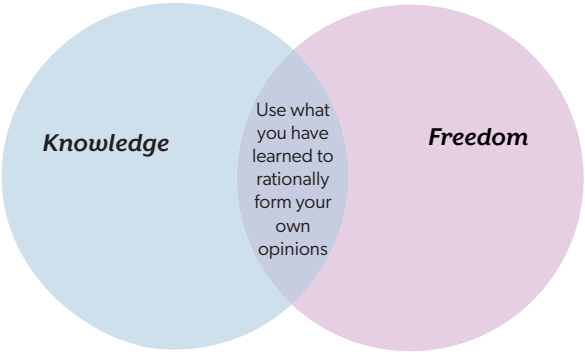 Knowledge
Use what
you have
learned to
rationally
form your
own
opinions
Freedom